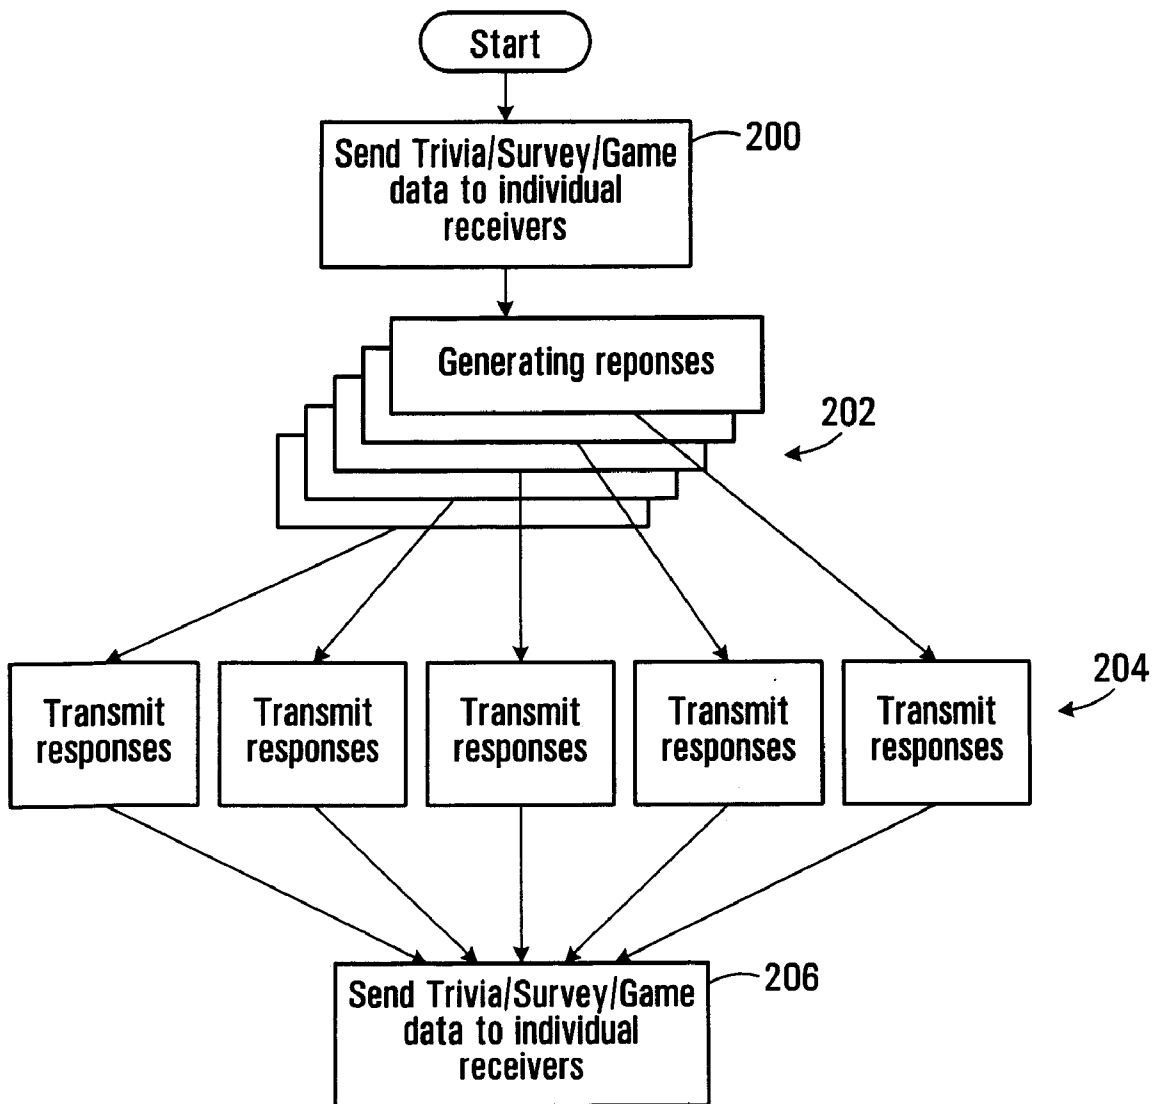 Start
Send Trivia/Survey/Game
data to individual
receivers
200
Generating reponses
202
Transmit
responses
Transmit
responses
Transmit
responses
Transmit
responses
Transmit
responses
204
Send Trivia/Survey/Game
data to individual
receivers
206